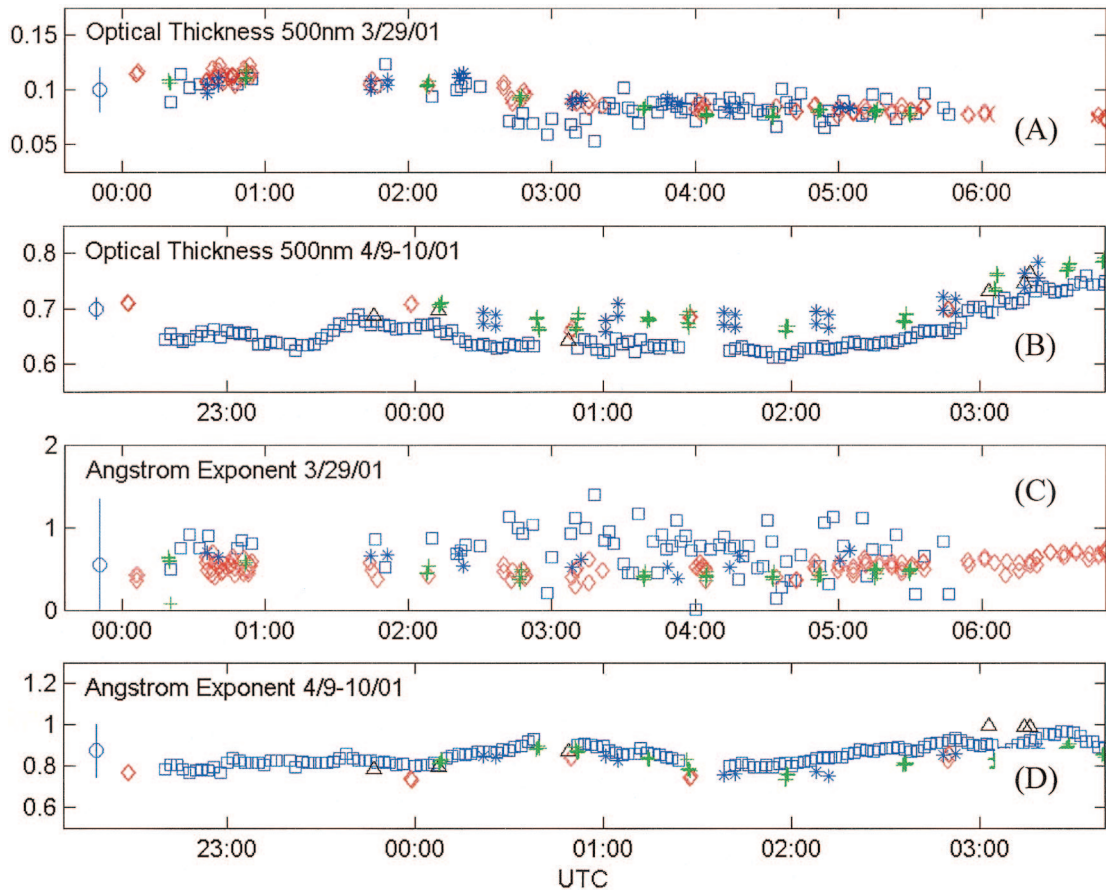 Optical Thickness 500nm 3/29/01
0.15
0.1
0.05
(A)
00:00 01:00 02:00 03:00 04:00 05:00 06:00
Optical Thickness 500nm 4/9-10/01
0.8
0.7
0.6
(B)
23:00 00:00 01:00 02:00 03:00
Angstrom Exponent 3/29/01
2
1
0
(C)
00:00 01:00 02:00 03:00 04:00 05:00 06:00
Angstrom Exponent 4/9-10/01
1.2
1
0.8
0.6
(D)
23:00 00:00 01:00 02:00 03:00
UTC